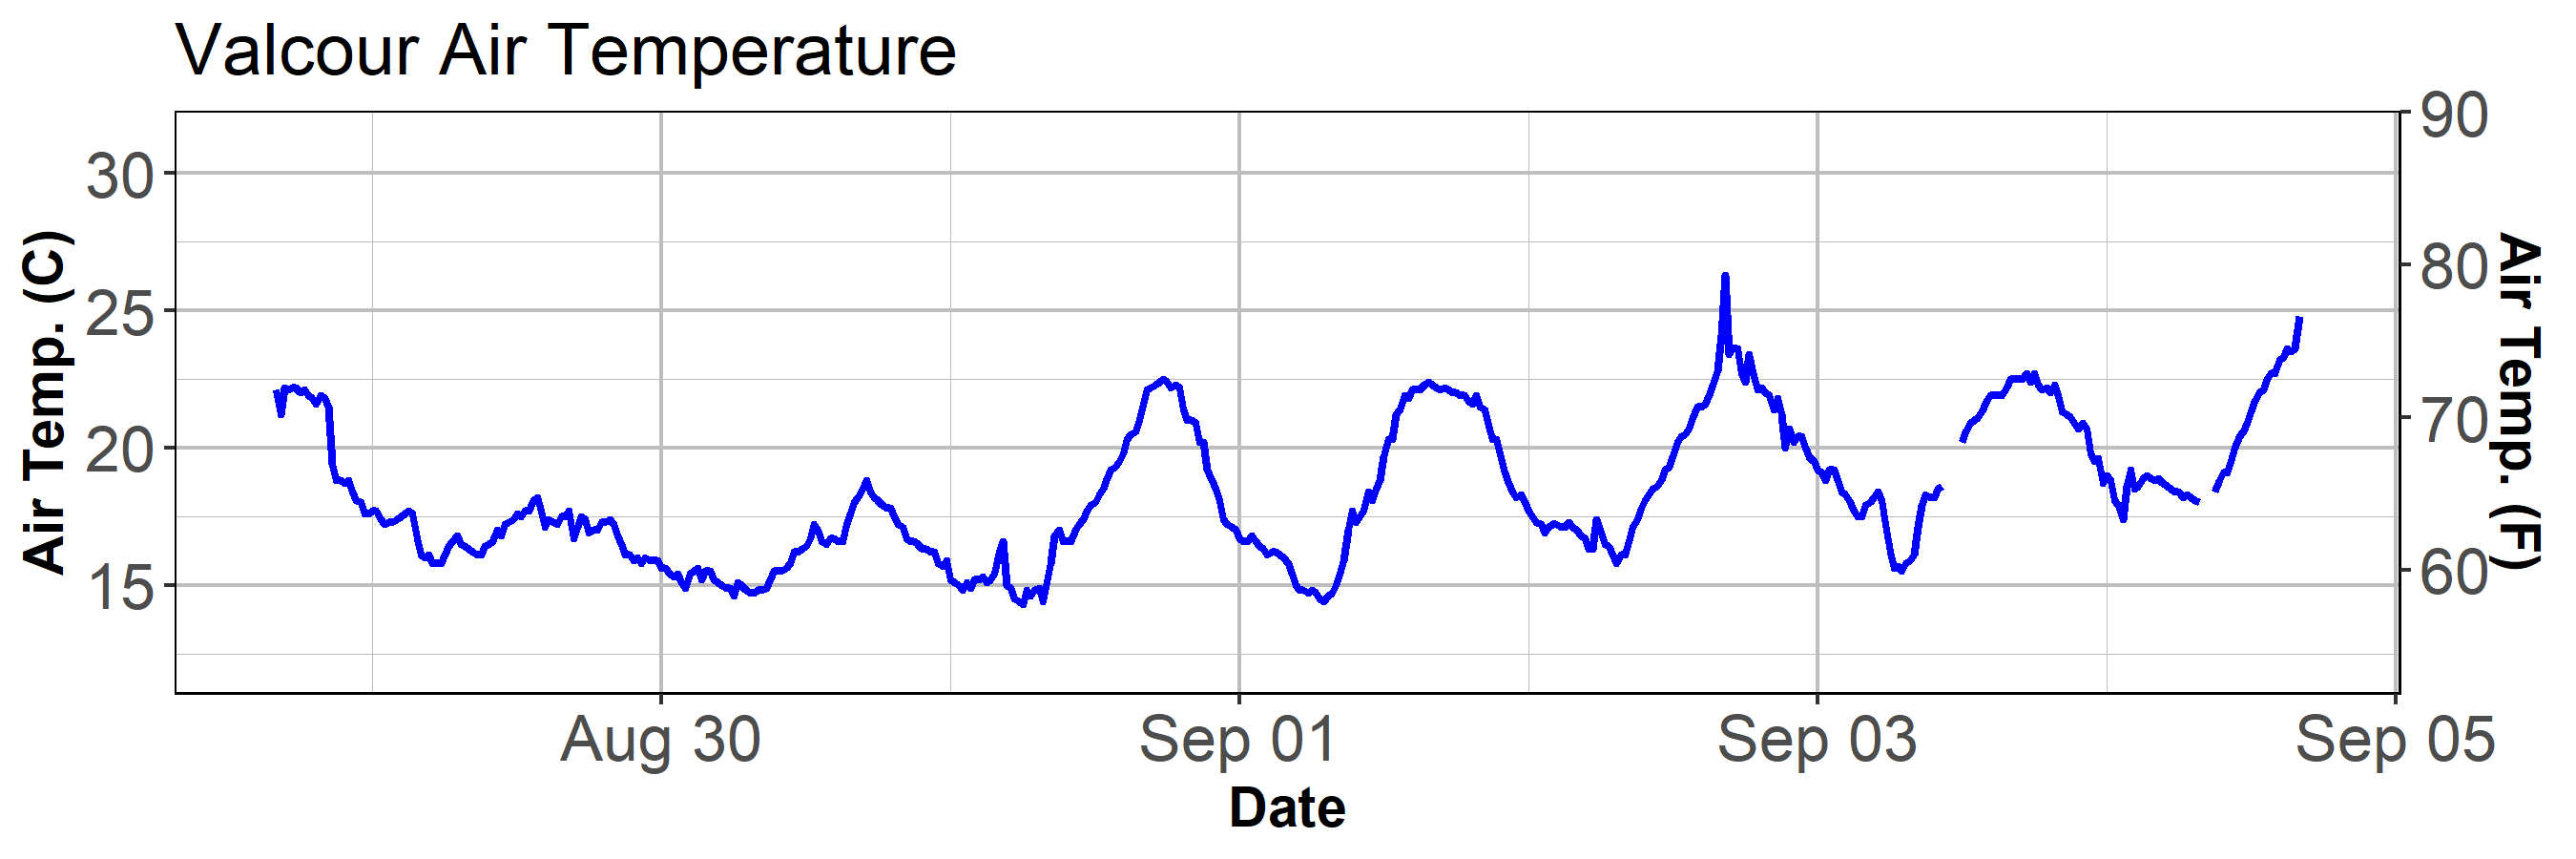 Valcour Air Temperature
Air Temp. (C)
30
25
20
15
90
80
70
60
Air Temp. (F)
Aug 30
Sep 01
Sep 03
Sep 05
Date